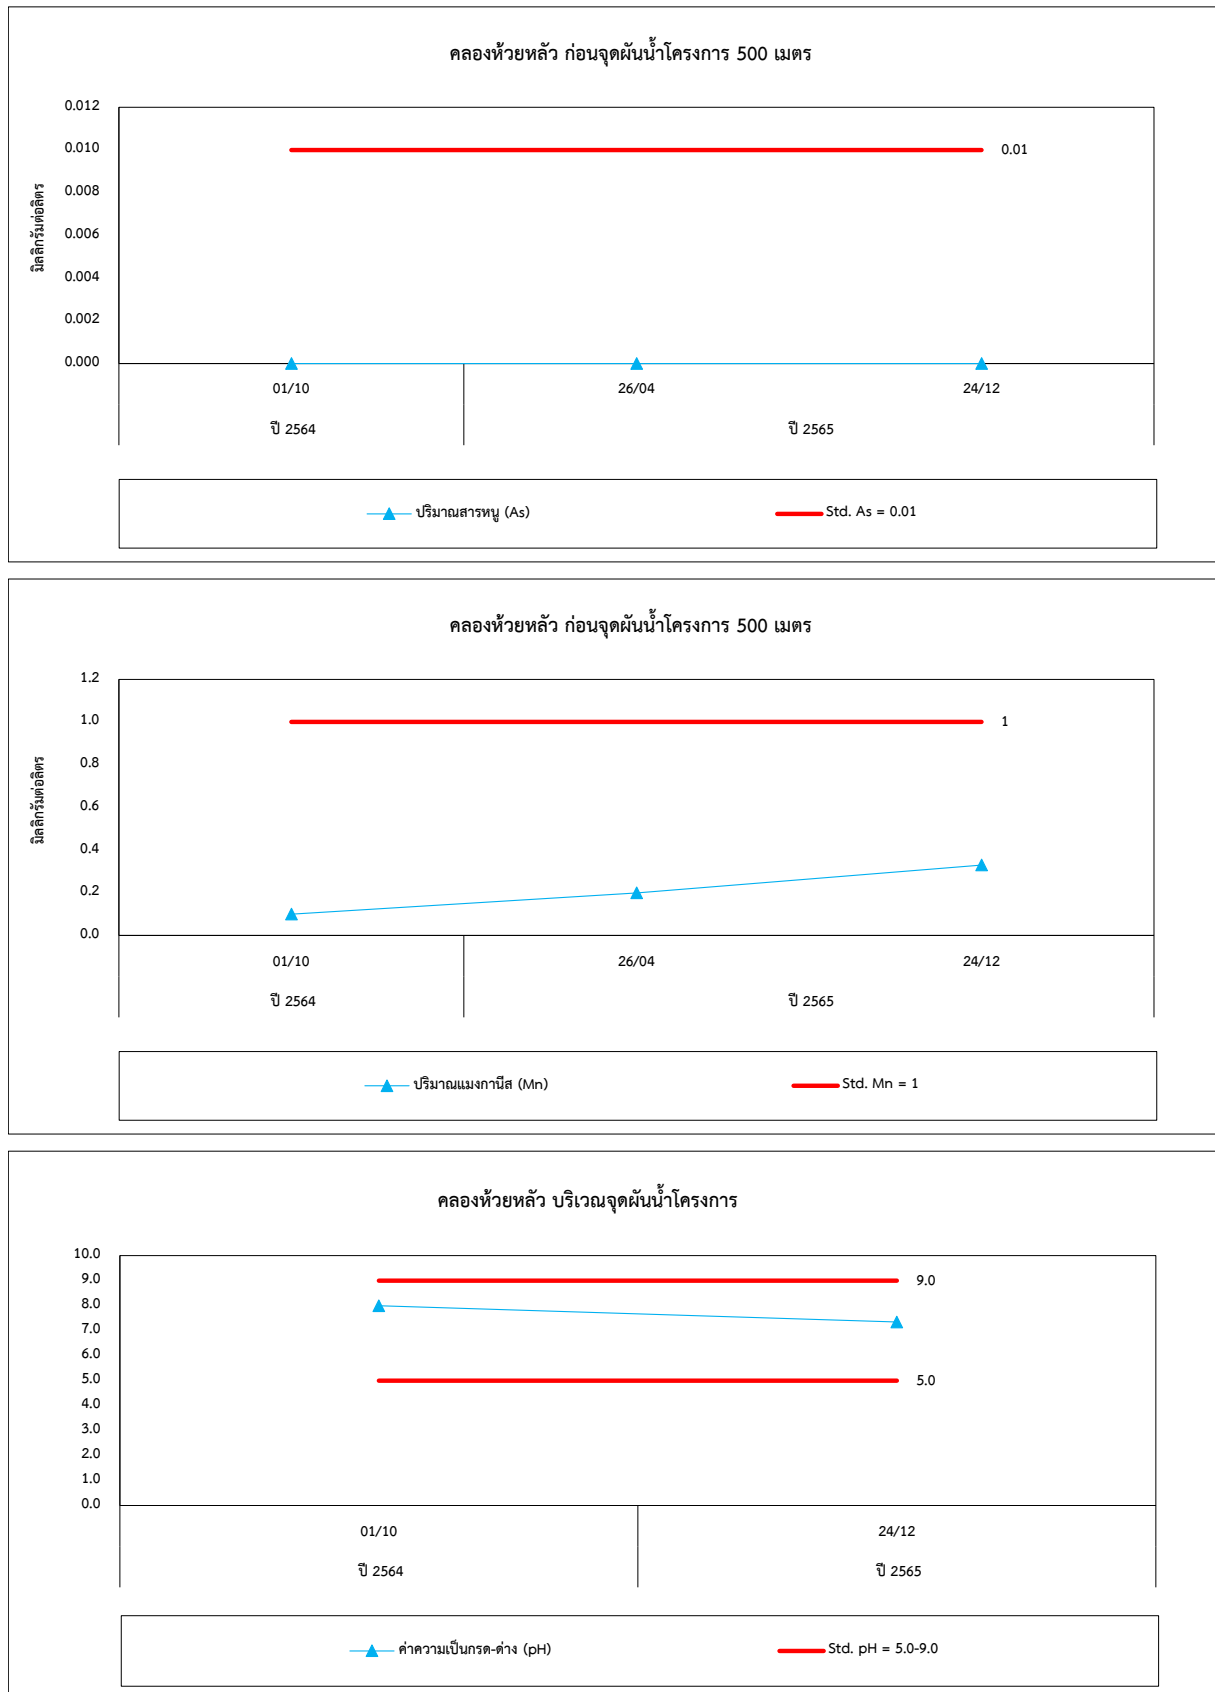 คลองห้วยหลัว ก่อนจุดผันน้ำโครงการ 500 เมตร
มิลลิกรัมต่อลิตร
0.012
0.010
0.008
0.006
0.004
0.002
0.000
0.01
01/10
26/04
24/12
ปี 2564
ปี 2565
ปริมาณสารหนู (As)
Std. As = 0.01
คลองห้วยหลัว ก่อนจุดผันน้ำโครงการ 500 เมตร
มิลลิกรัมต่อลิตร
1.2
1.0
0.8
0.6
0.4
0.2
0.0
1
01/10
26/04
24/12
ปี 2564
ปี 2565
ปริมาณแมงกานีส (Mn)
Std. Mn = 1
คลองห้วยหลัว บริเวณจุดผันน้ำโครงการ
10.0
9.0
8.0
7.0
6.0
5.0
4.0
3.0
2.0
1.0
0.0
9.0
5.0
01/10
24/12
ปี 2564
ปี 2565
ค่าความเป็นกรด-ด่าง (pH)
Std. pH = 5.0-9.0